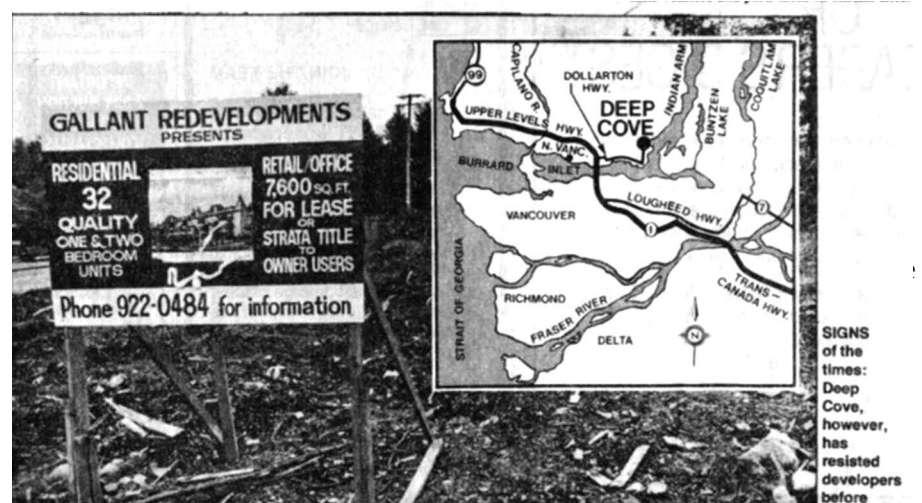 GALLANT REDEVELOPMENTS
PRESENTS
RESIDENTIAL
32
QUALITY
ONE & TWO
BEDROOM
UNITS
RETAIL/OFFICE
7,600 SQ. FT.
FOR LEASE
OR
STRATA TITLE
TO
OWNER USERS
Phone 922-0484 for information
99
CAPILANO R.
DOLLARTON
HWY.
INDIAN ARM
COQUITLAM
LAKE
BUNTZEN
LAKE
UPPER LEVELS HWY.
DEEP
COVE
N. VANC.
BURRARD
INLET
LOUGHEED HWY.
7
VANCOUVER
1
TRANS-
CANADA HWY.
STRAIT OF GEORGIA
RICHMOND
FRASER RIVER
DELTA
N
SIGNS
of the
times:
Deep
Cove,
however,
has
resisted
developers
before